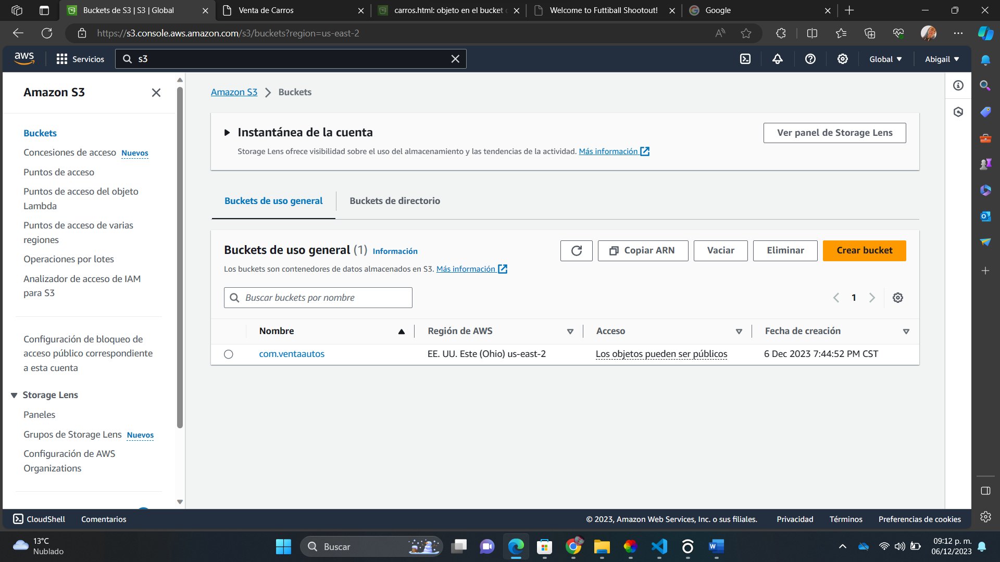 Buckets de S3 | S3 | Global
Venta de Carros
carros.html: objeto en el bucket
Welcome to Futtiball Shootout!
Google
https://s3.console.aws.amazon.com/s3/buckets?region=us-east-2
aws
Servicios
s3
Global
Abigail
Amazon S3
Buckets
Concesiones de acceso Nuevos
Puntos de acceso
Puntos de acceso del objeto
Lambda
Puntos de acceso de varias
regiones
Operaciones por lotes
Analizador de acceso de IAM
para S3
Configuración de bloqueo de
acceso público correspondiente
a esta cuenta
Storage Lens
Paneles
Grupos de Storage Lens Nuevos
Configuración de AWS
Organizations
Amazon S3 > Buckets
Instantánea de la cuenta
Ver panel de Storage Lens
Storage Lens ofrece visibilidad sobre el uso del almacenamiento y las tendencias de la actividad. Más información
Buckets de uso general
Buckets de directorio
Buckets de uso general (1) Información
Copiar ARN
Vaciar
Eliminar
Crear bucket
Los buckets son contenedores de datos almacenados en S3. Más información
Buscar buckets por nombre
1
Nombre
Región de AWS
Acceso
Fecha de creación
com.ventaautos
EE. UU. Este (Ohio) us-east-2
Los objetos pueden ser públicos
6 Dec 2023 7:44:52 PM CST
CloudShell
Comentarios
© 2023, Amazon Web Services, Inc. o sus filiales.
Privacidad
Términos
Preferencias de cookies
13°C
Nublado
Buscar
09:12 p. m.
06/12/2023